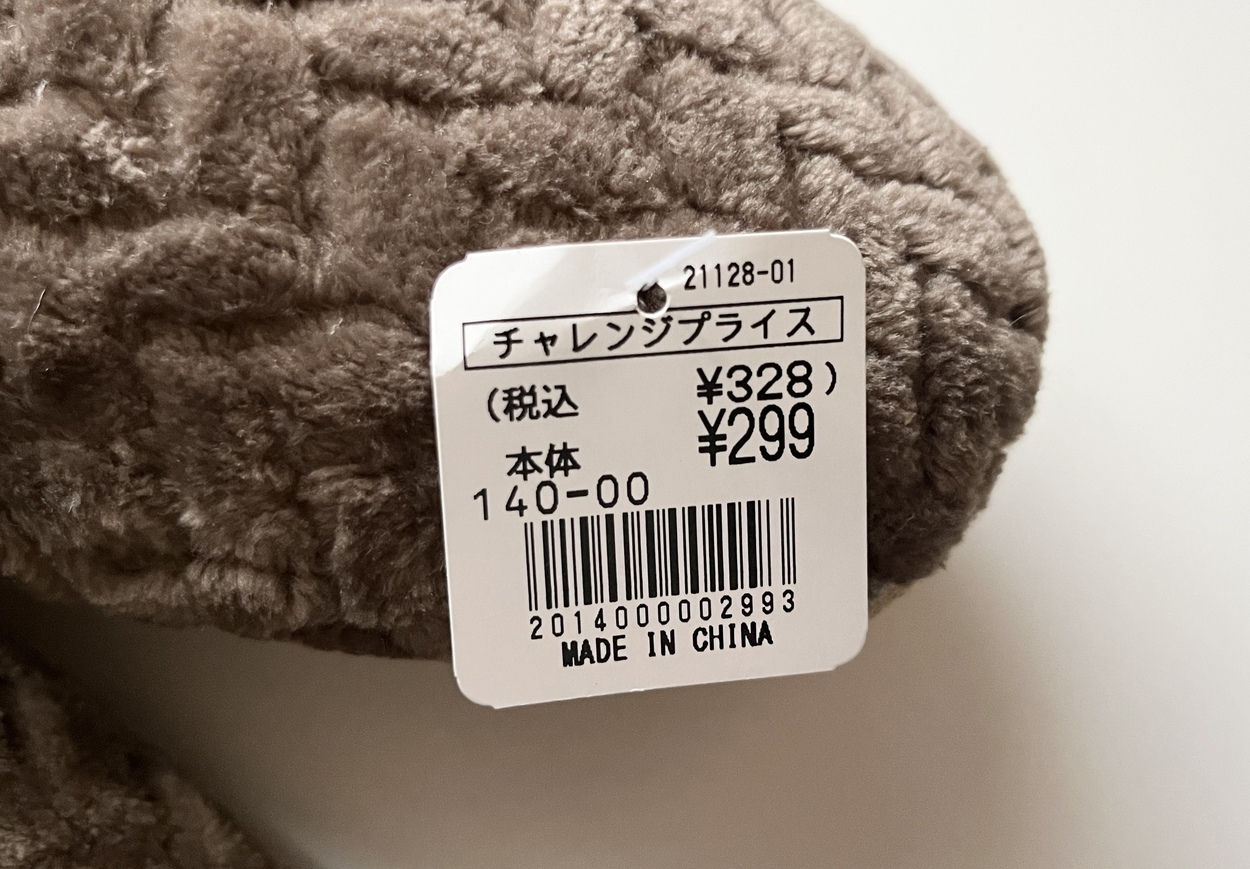 21128-01
チャレンジプライス
(税込 ¥328)
本体 ¥299
140-00
2014000002993
MADE IN CHINA